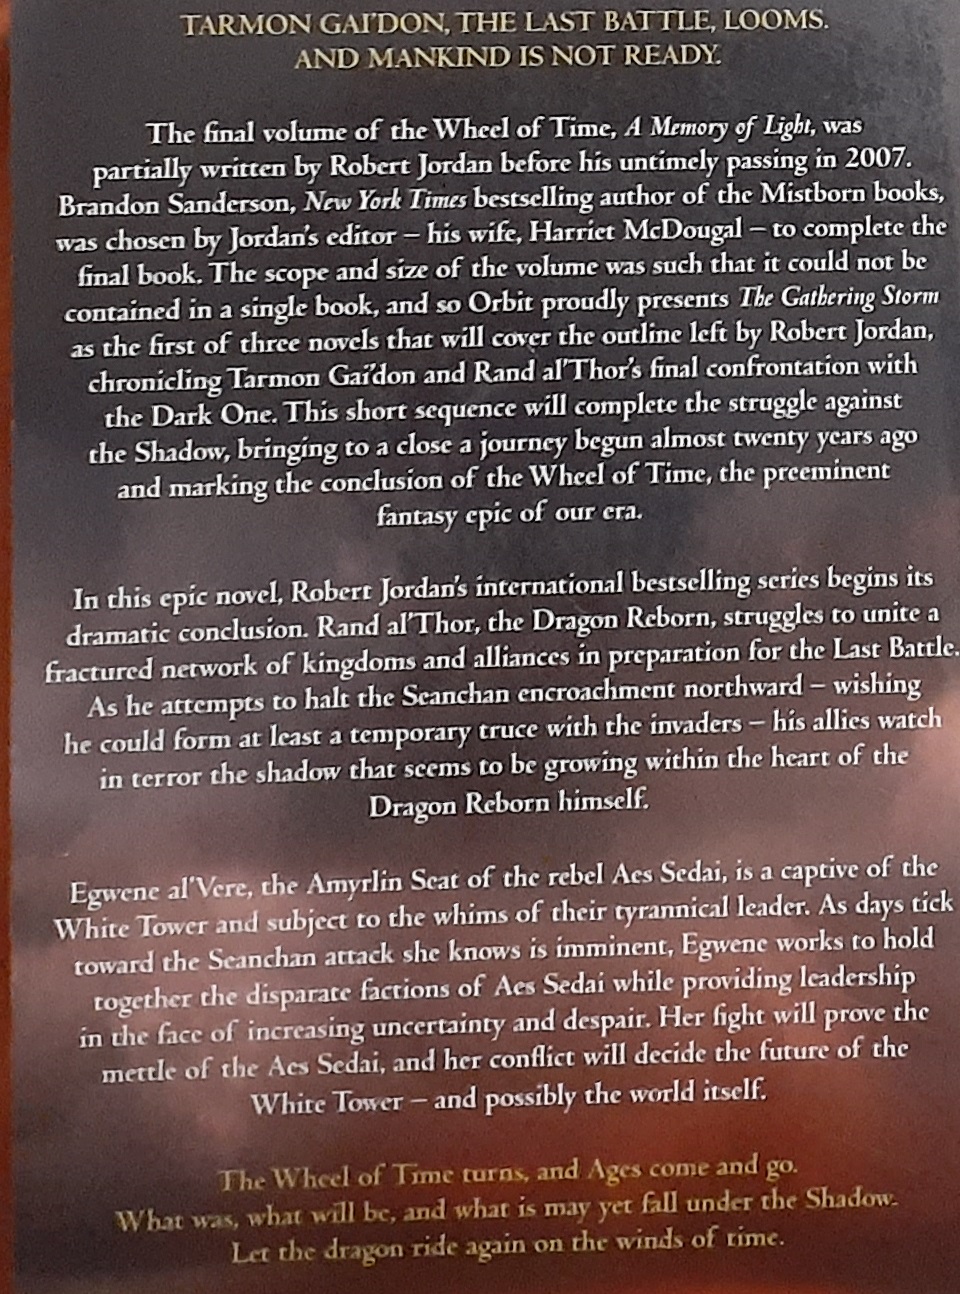 TARMON GAI'DON, THE LAST BATTLE, LOOMS.
AND MANKIND IS NOT READY.
The final volume of the Wheel of Time, A Memory of Light, was
partially written by Robert Jordan before his untimely passing in 2007.
Brandon Sanderson, New York Times bestselling author of the Mistborn books,
was chosen by Jordan's editor – his wife, Harriet McDougal – to complete the
final book. The scope and size of the volume was such that it could not be
contained in a single book, and so Orbit proudly presents The Gathering Storm
as the first of three novels that will cover the outline left by Robert Jordan,
chronicling Tarmon Gai'don and Rand al'Thor's final confrontation with
the Dark One. This short sequence will complete the struggle against
the Shadow, bringing to a close a journey begun almost twenty years ago
and marking the conclusion of the Wheel of Time, the preeminent
fantasy epic of our era.
In this epic novel, Robert Jordan's international bestselling series begins its
dramatic conclusion. Rand al'Thor, the Dragon Reborn, struggles to unite a
fractured network of kingdoms and alliances in preparation for the Last Battle.
As he attempts to halt the Seanchan encroachment northward – wishing
he could form at least a temporary truce with the invaders – his allies watch
in terror the shadow that seems to be growing within the heart of the
Dragon Reborn himself.
Egwene al'Vere, the Amyrlin Seat of the rebel Aes Sedai, is a captive of the
White Tower and subject to the whims of their tyrannical leader. As days tick
toward the Seanchan attack she knows is imminent, Egwene works to hold
together the disparate factions of Aes Sedai while providing leadership
in the face of increasing uncertainty and despair. Her fight will prove the
mettle of the Aes Sedai, and her conflict will decide the future of the
White Tower – and possibly the world itself.
The Wheel of Time turns, and Ages come and go.
What was, what will be, and what is may yet fall under the Shadow.
Let the dragon ride again on the winds of time.